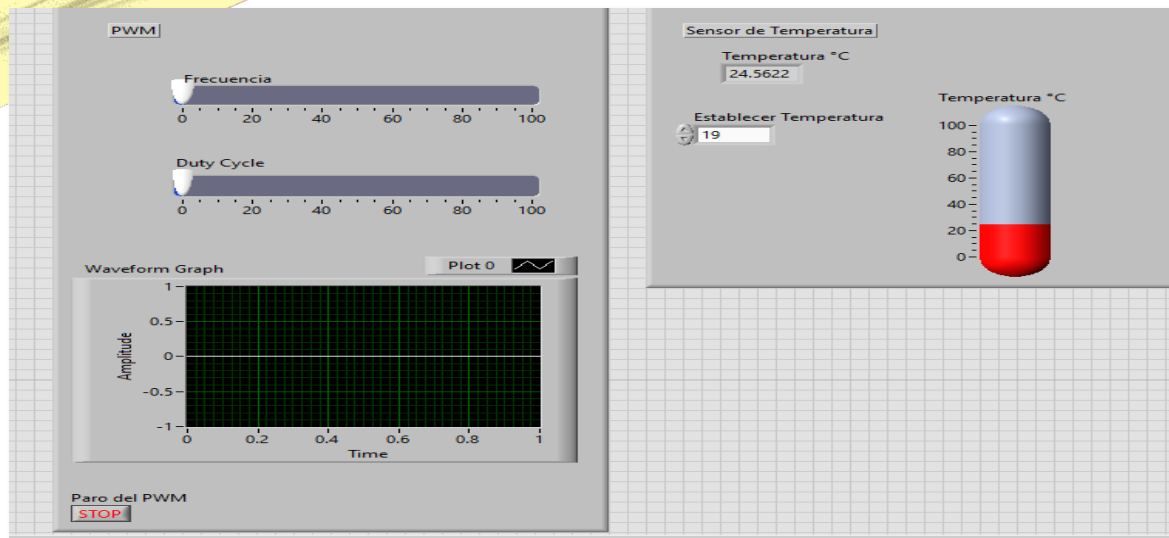 PWM
Frecuencia
0 20 40 60 80 100
Duty Cycle
0 20 40 60 80 100
Waveform Graph
Plot 0
1
0.5
0
-0.5
-1
Amplitude
0 0.2 0.4 0.6 0.8 1
Time
Paro del PWM
STOP
Sensor de Temperatura
Temperatura °C
24.5622
Establecer Temperatura
19
Temperatura °C
100
80
60
40
20
0